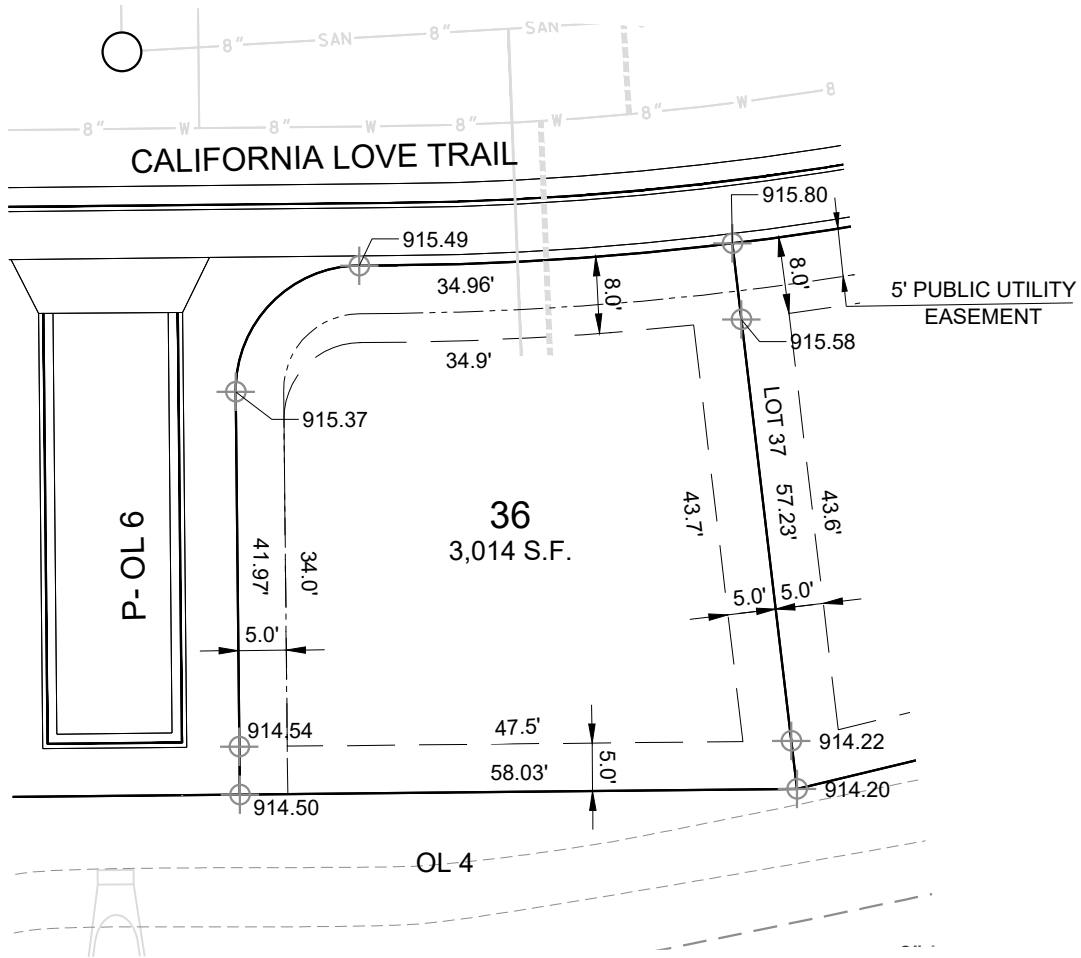 8" SAN 8" SAN
8" W 8" W 8" W 8" W 8
CALIFORNIA LOVE TRAIL
915.80
915.49
34.96'
8.0'
8.0'
5' PUBLIC UTILITY
EASEMENT
34.9'
915.58
915.37
LOT 37
57.23'
43.7'
43.6'
36
3,014 S.F.
P- OL 6
41.97'
34.0'
5.0'
5.0' 5.0'
914.54
47.5'
914.22
58.03'
5.0'
914.50
914.20
OL 4